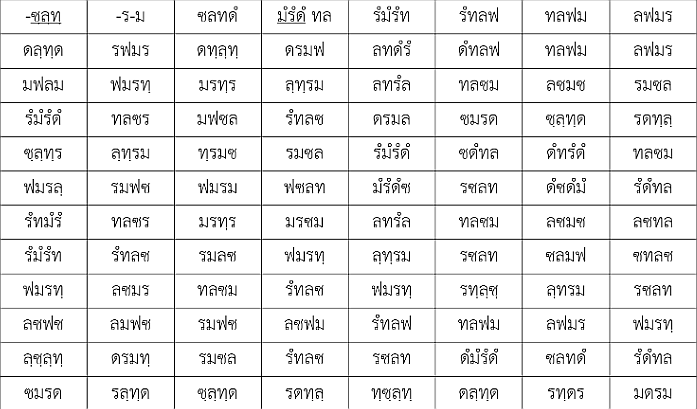 -ซลฺท -ร-ม ซลทดํ มํรํดํ ทล รํมํรํท รํทลฟ ทลฟม ลฟมร
ดลฺทฺด รฟมร ดทฺลฺทฺ ดรมฟ ลทดํรํ ดํทลฟ ทลฟม ลฟมร
มฟลม ฟมรทฺ มรทฺร ลฺทฺรม ลทรํล ทลซม ลซมซ รมซล
รํมํรํดํ ทลซร มฟซล รํทลซ ดรมล ซมรด ซฺลฺทฺด รดทฺลฺ
ซฺลฺทฺร ลฺทฺรม ทฺรมซ รมซล รํมํรํดํ ซดํทล ดํทรํดํ ทลซม
ฟมรลฺ รมฟซ ฟมรม ฟซลท มํรํดํซ รซลท ดํซดํมํ รํดํทล
รํทมํรํ ทลซร มรทฺร มรซม ลทรํล ทลซม ลซมซ ลซทล
รํมํรํท รํทลซ รมลซ ฟมรทฺ ลฺทฺรม รซลท ซลมฟ ซทลซ
ฟมรทฺ ลซมร ทลซม รํทลซ ฟมรทฺ รทฺลฺซฺ ลฺทรม รซลท
ลซฟซ ลมฟซ รมฟซ ลซฟม รํทลฟ ทลฟม ลฟมร ฟมรทฺ
ลฺซฺลฺทฺ ดรมทฺ รมซล รํทลซ รซลท ดํมํรํดํ ซลทดํ รํดํทล
ซมรด รลฺทฺด ซฺลฺทฺด รดทฺลฺ ทฺซฺลฺทฺ ดลฺทฺด รทฺดร มดรม